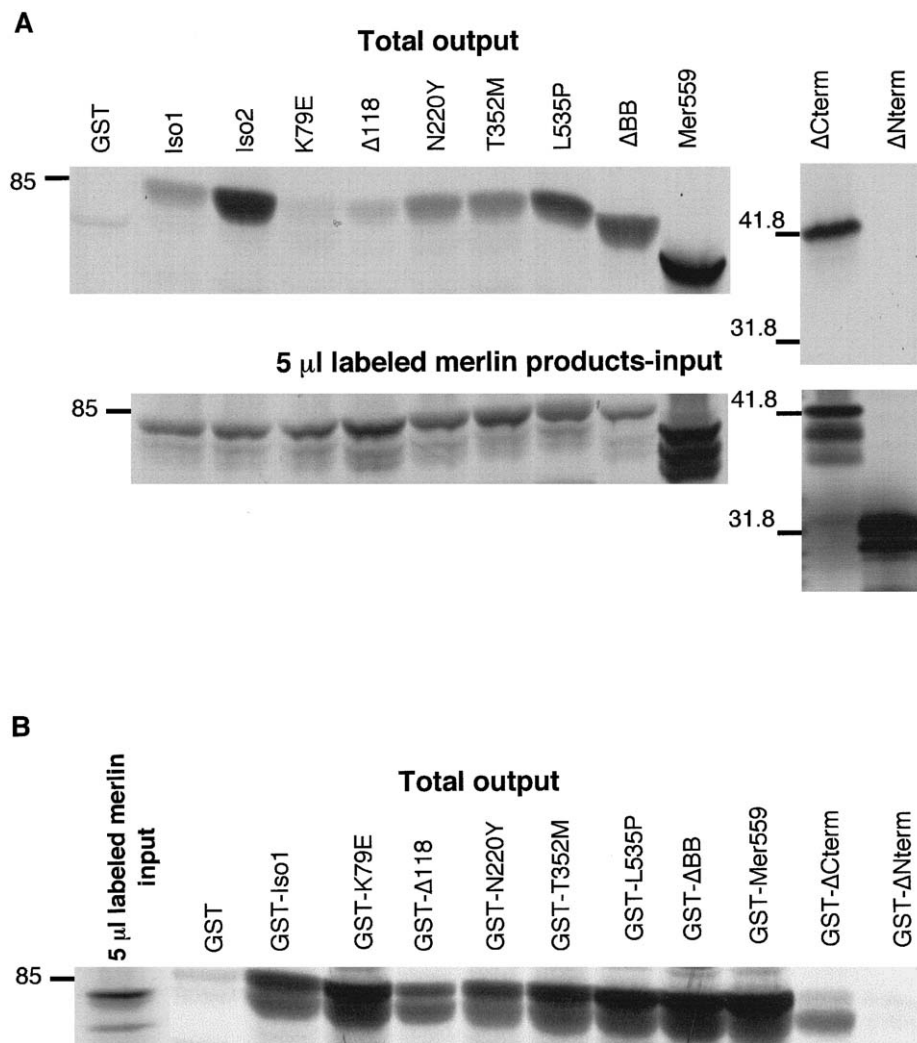 A
Total output
GST
Iso1
Iso2
K79E
Δ118
N220Y
T352M
L535P
ΔBB
Mer559
ΔCterm
ΔNterm
85
41.8
31.8
5 μl labeled merlin products-input
85
41.8
31.8
B
Total output
5 μl labeled merlin
input
GST
GST-Iso1
GST-K79E
GST-Δ118
GST-N220Y
GST-T352M
GST-L535P
GST-ΔBB
GST-Mer559
GST-ΔCterm
GST-ΔNterm
85